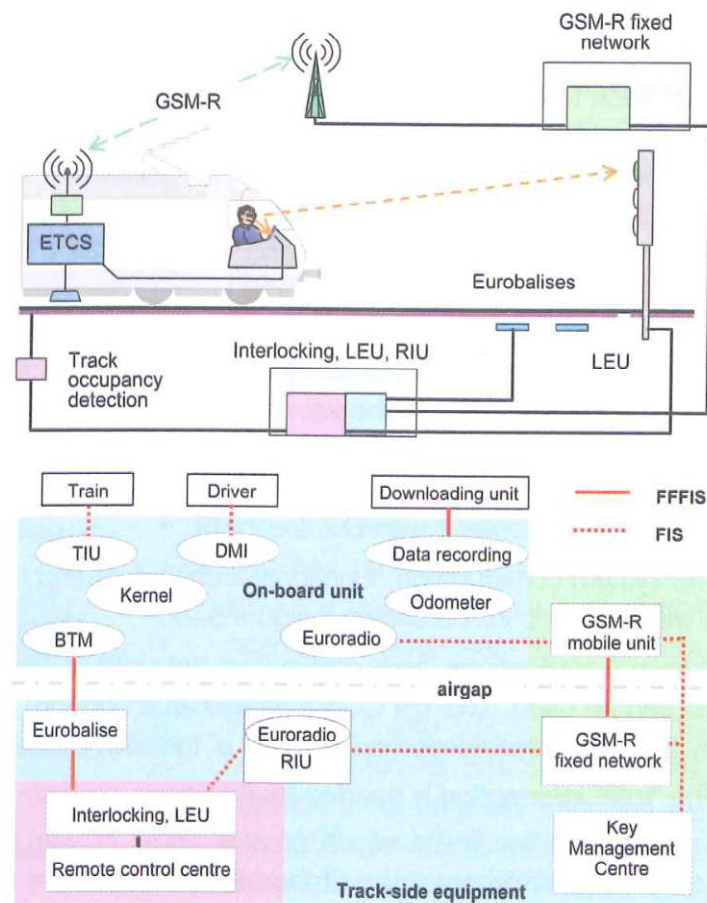 GSM-R fixed
network
GSM-R
ETCS
Eurobalises
Interlocking, LEU, RIU
LEU
Track
occupancy
detection
Train
Driver
Downloading unit
FFFIS
FIS
TIU
DMI
Data recording
Kernel
On-board unit
Odometer
BTM
Euroradio
GSM-R
mobile unit
airgap
Eurobalise
Euroradio
RIU
GSM-R
fixed network
Interlocking, LEU
Key
Management
Centre
Remote control centre
Track-side equipment